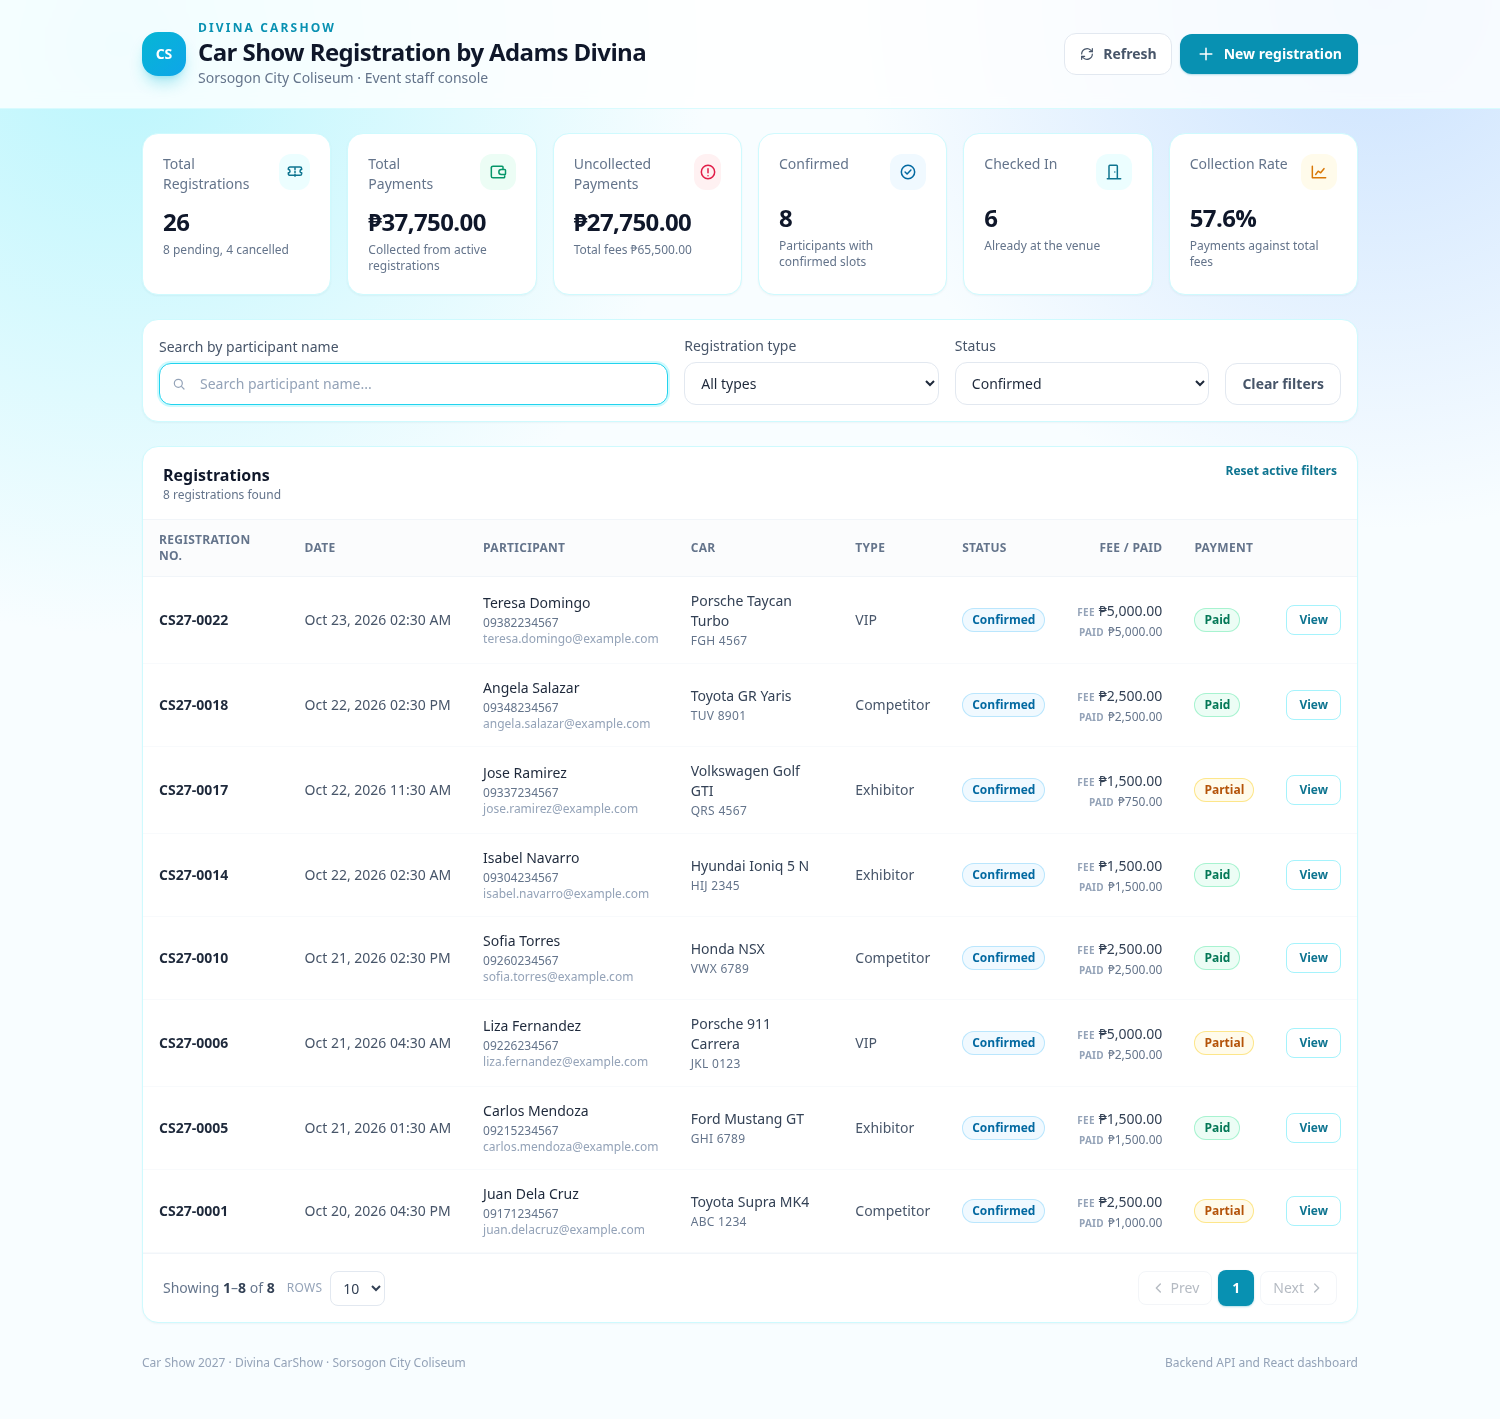 DIVINA CARSHOW
CS
Car Show Registration by Adams Divina
Sorsogon City Coliseum · Event staff console
Refresh
New registration
Total
Registrations
26
8 pending, 4 cancelled
Total
Payments
₱37,750.00
Collected from active
registrations
Uncollected
Payments
₱27,750.00
Total fees ₱65,500.00
Confirmed
8
Participants with
confirmed slots
Checked In
6
Already at the venue
Collection Rate
57.6%
Payments against total
fees
Search by participant name
Search participant name...
Registration type
All types
Status
Confirmed
Clear filters
Registrations
8 registrations found
Reset active filters
REGISTRATION
NO.
DATE
PARTICIPANT
CAR
TYPE
STATUS
FEE / PAID
PAYMENT
CS27-0022
Oct 23, 2026 02:30 AM
Teresa Domingo
09382234567
teresa.domingo@example.com
Porsche Taycan
Turbo
FGH 4567
VIP
Confirmed
FEE ₱5,000.00
PAID ₱5,000.00
Paid
View
CS27-0018
Oct 22, 2026 02:30 PM
Angela Salazar
09348234567
angela.salazar@example.com
Toyota GR Yaris
TUV 8901
Competitor
Confirmed
FEE ₱2,500.00
PAID ₱2,500.00
Paid
View
CS27-0017
Oct 22, 2026 11:30 AM
Jose Ramirez
09337234567
jose.ramirez@example.com
Volkswagen Golf
GTI
QRS 4567
Exhibitor
Confirmed
FEE ₱1,500.00
PAID ₱750.00
Partial
View
CS27-0014
Oct 22, 2026 02:30 AM
Isabel Navarro
09304234567
isabel.navarro@example.com
Hyundai Ioniq 5 N
HIJ 2345
Exhibitor
Confirmed
FEE ₱1,500.00
PAID ₱1,500.00
Paid
View
CS27-0010
Oct 21, 2026 02:30 PM
Sofia Torres
09260234567
sofia.torres@example.com
Honda NSX
VWX 6789
Competitor
Confirmed
FEE ₱2,500.00
PAID ₱2,500.00
Paid
View
CS27-0006
Oct 21, 2026 04:30 AM
Liza Fernandez
09226234567
liza.fernandez@example.com
Porsche 911
Carrera
JKL 0123
VIP
Confirmed
FEE ₱5,000.00
PAID ₱2,500.00
Partial
View
CS27-0005
Oct 21, 2026 01:30 AM
Carlos Mendoza
09215234567
carlos.mendoza@example.com
Ford Mustang GT
GHI 6789
Exhibitor
Confirmed
FEE ₱1,500.00
PAID ₱1,500.00
Paid
View
CS27-0001
Oct 20, 2026 04:30 PM
Juan Dela Cruz
09171234567
juan.delacruz@example.com
Toyota Supra MK4
ABC 1234
Competitor
Confirmed
FEE ₱2,500.00
PAID ₱1,000.00
Partial
View
Showing 1–8 of 8
ROWS
10
Prev
1
Next
Car Show 2027 · Divina CarShow · Sorsogon City Coliseum
Backend API and React dashboard